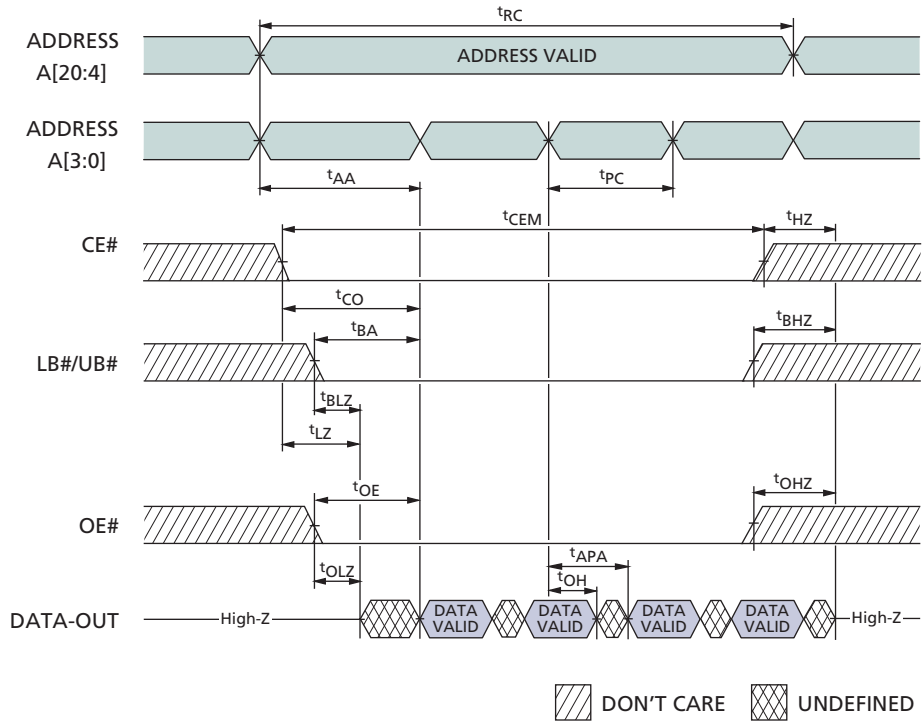 tRC
ADDRESS
A[20:4]
ADDRESS VALID
ADDRESS
A[3:0]
tAA
tPC
tCEM
tHZ
CE#
tCO
tBA
tBHZ
LB#/UB#
tBLZ
tLZ
tOE
tOHZ
OE#
tAPA
tOLZ
tOH
DATA-OUT
High-Z
DATA
VALID
DATA
VALID
DATA
VALID
DATA
VALID
High-Z
DON'T CARE
UNDEFINED